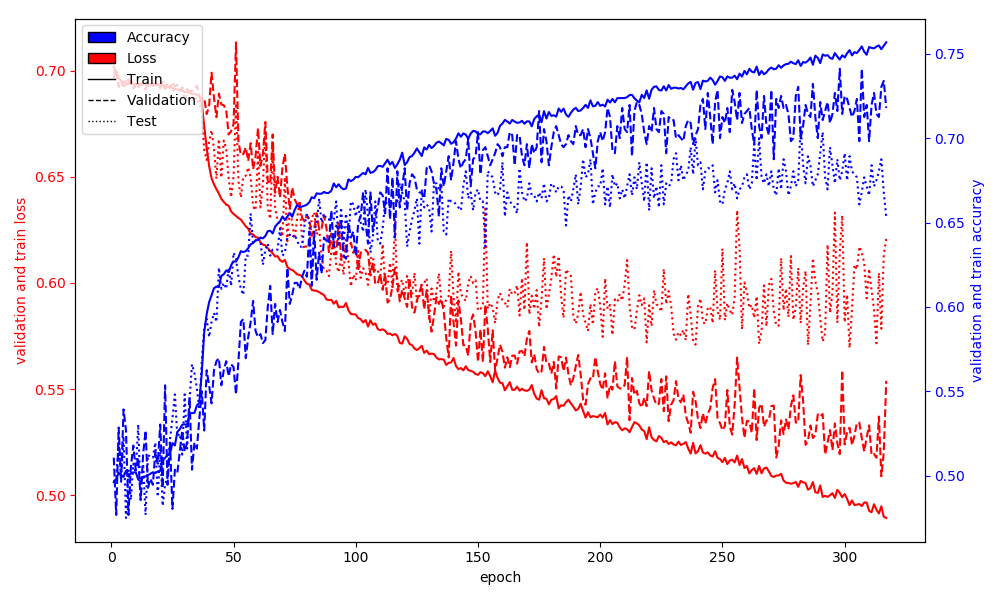 Accuracy
Loss
Train
Validation
Test
0.70
0.65
0.60
0.55
0.50
validation and train loss
0.75
0.70
0.65
0.60
0.55
0.50
validation and train accuracy
0 50 100 150 200 250 300
epoch